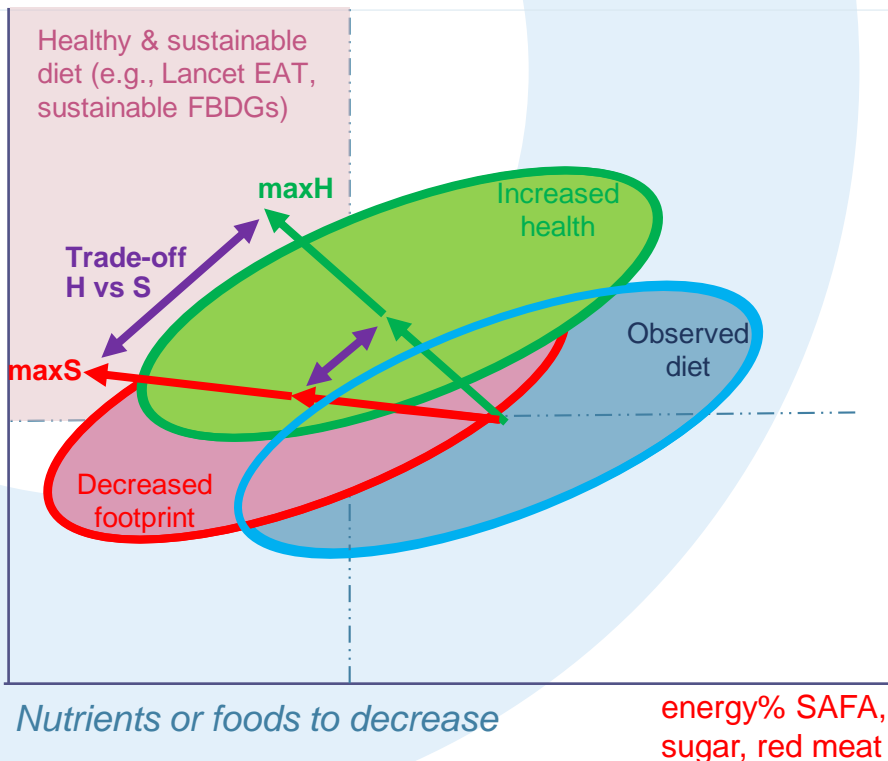 Healthy & sustainable
diet (e.g., Lancet EAT,
sustainable FBDGs)
maxH
Increased
health
Trade-off
H vs S
Observed
diet
maxS
Decreased
footprint
Nutrients or foods to decrease
energy% SAFA,
sugar, red meat